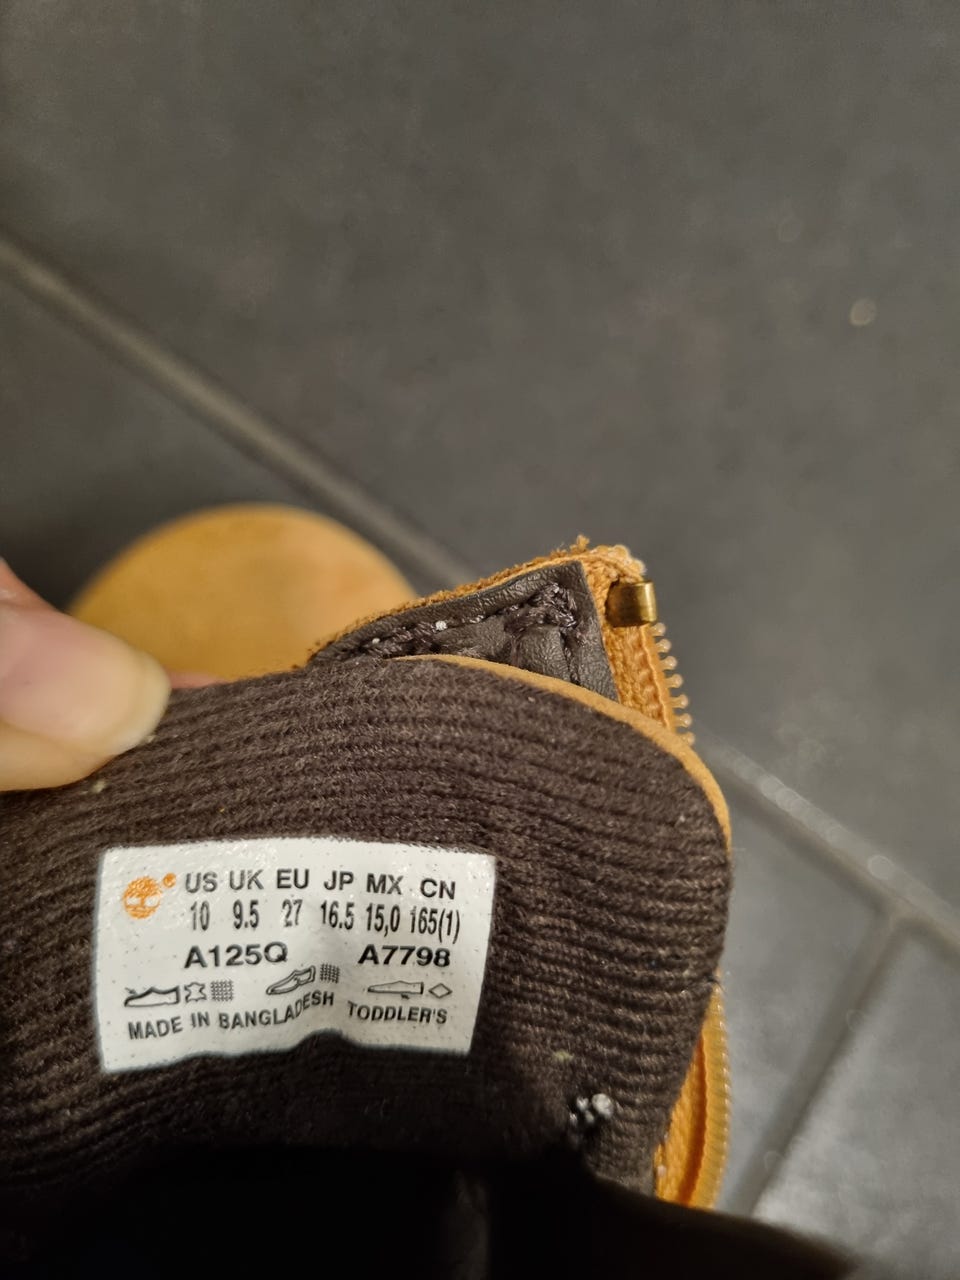 ® US UK EU JP MX CN
10 9.5 27 16.5 15,0 165(1)
A125Q A7798
MADE IN BANGLADESH TODDLER'S